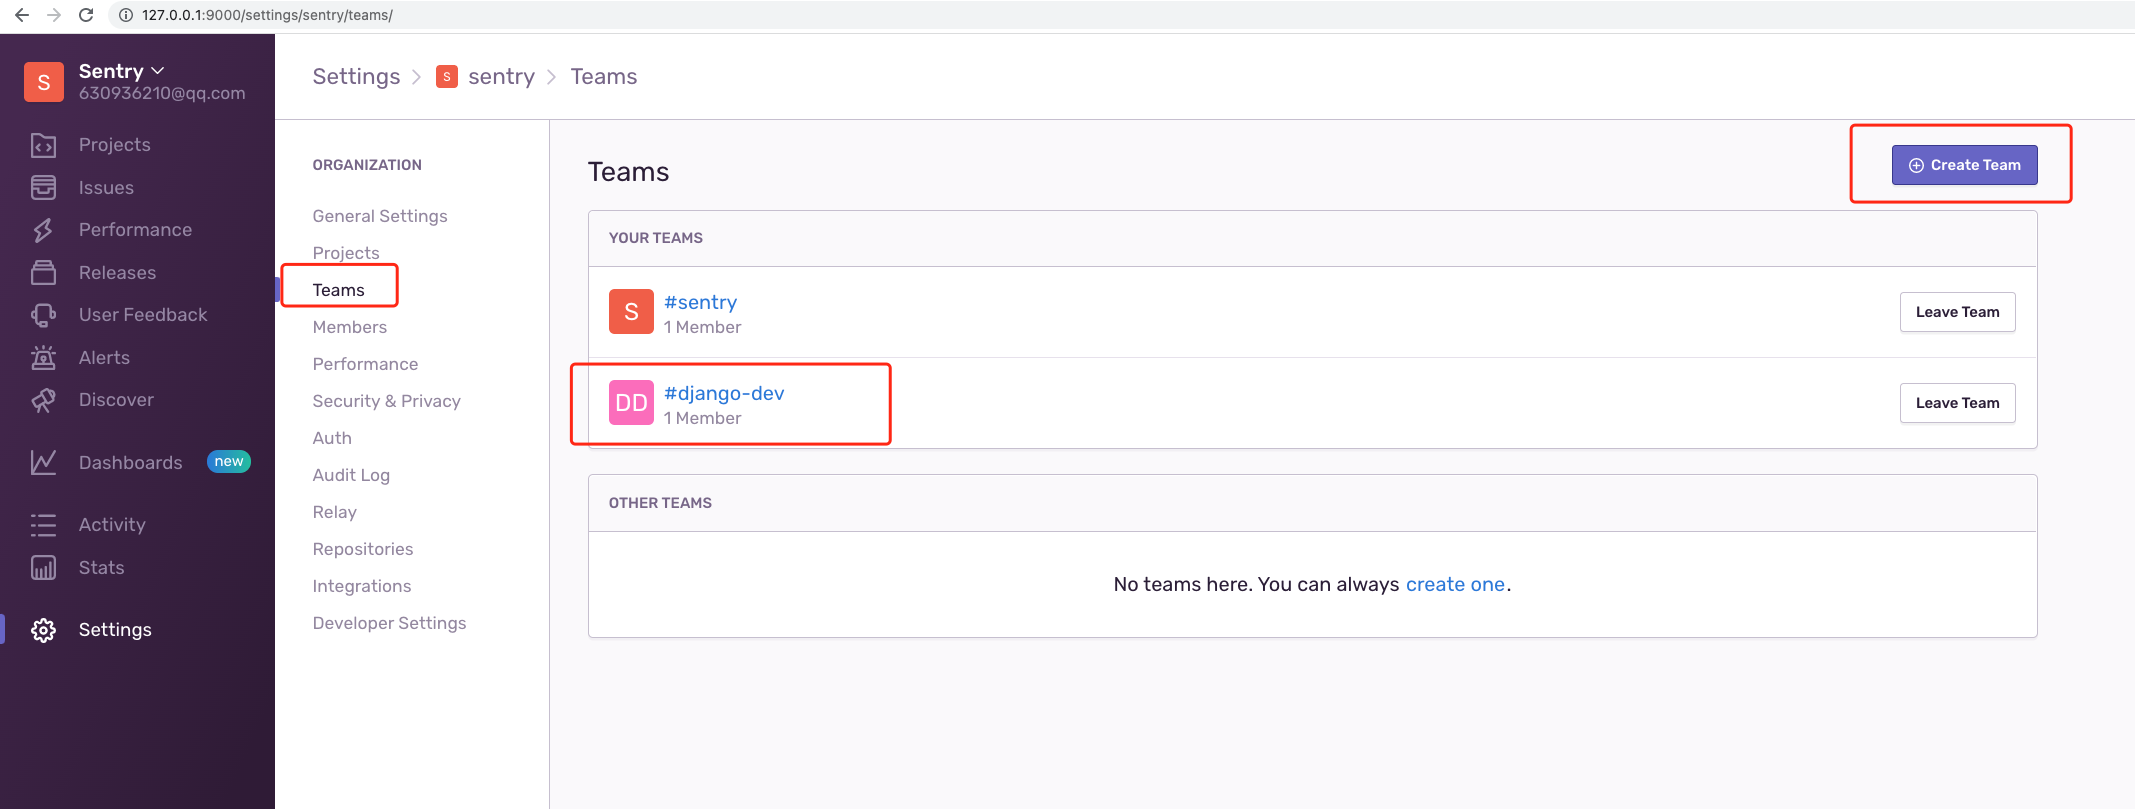 127.0.0.1:9000/settings/sentry/teams/
S
Sentry
630936210@qq.com
Projects
Issues
Performance
Releases
User Feedback
Alerts
Discover
Dashboards new
Activity
Stats
Settings
Settings > S sentry > Teams
ORGANIZATION
General Settings
Projects
Teams
Members
Performance
Security & Privacy
Auth
Audit Log
Relay
Repositories
Integrations
Developer Settings
Teams
Create Team
YOUR TEAMS
S
#sentry
1 Member
Leave Team
DD
#django-dev
1 Member
Leave Team
OTHER TEAMS
No teams here. You can always create one.